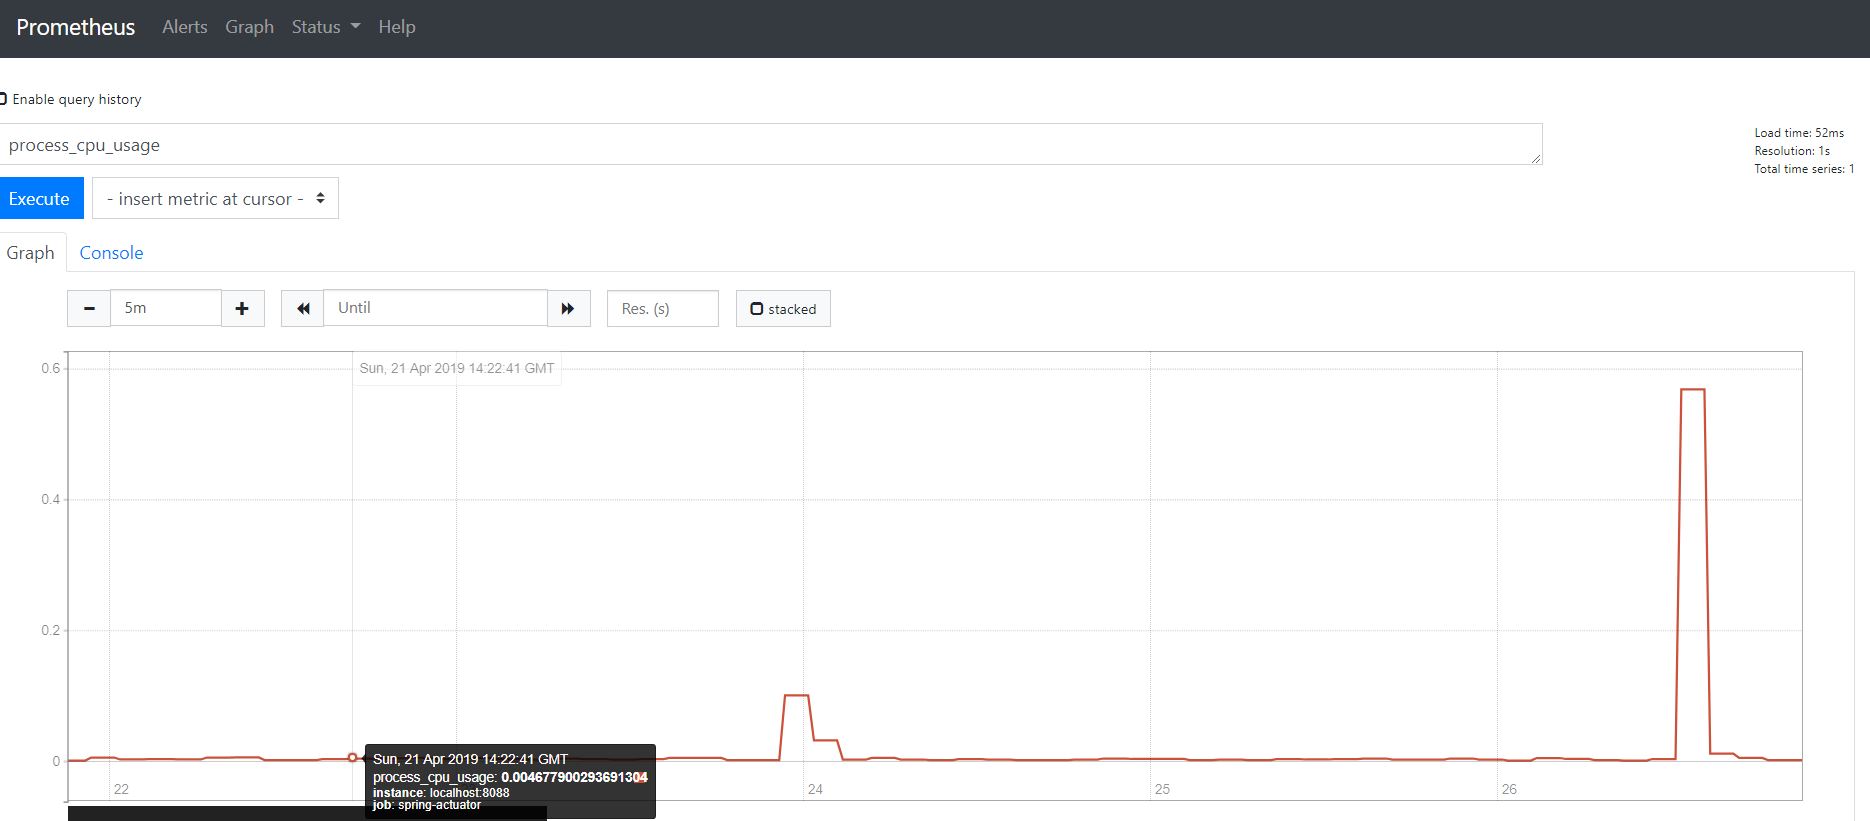 Prometheus Alerts Graph Status Help
Enable query history
process_cpu_usage
Load time: 52ms
Resolution: 1s
Total time series: 1
Execute - insert metric at cursor -
Graph Console
5m Until Res. (s) stacked
Sun, 21 Apr 2019 14:22:41 GMT
0.6
0.4
0.2
0
Sun, 21 Apr 2019 14:22:41 GMT
process_cpu_usage: 0.004677900293691304
instance: localhost:8088
job: spring-actuator
22 24 25 26